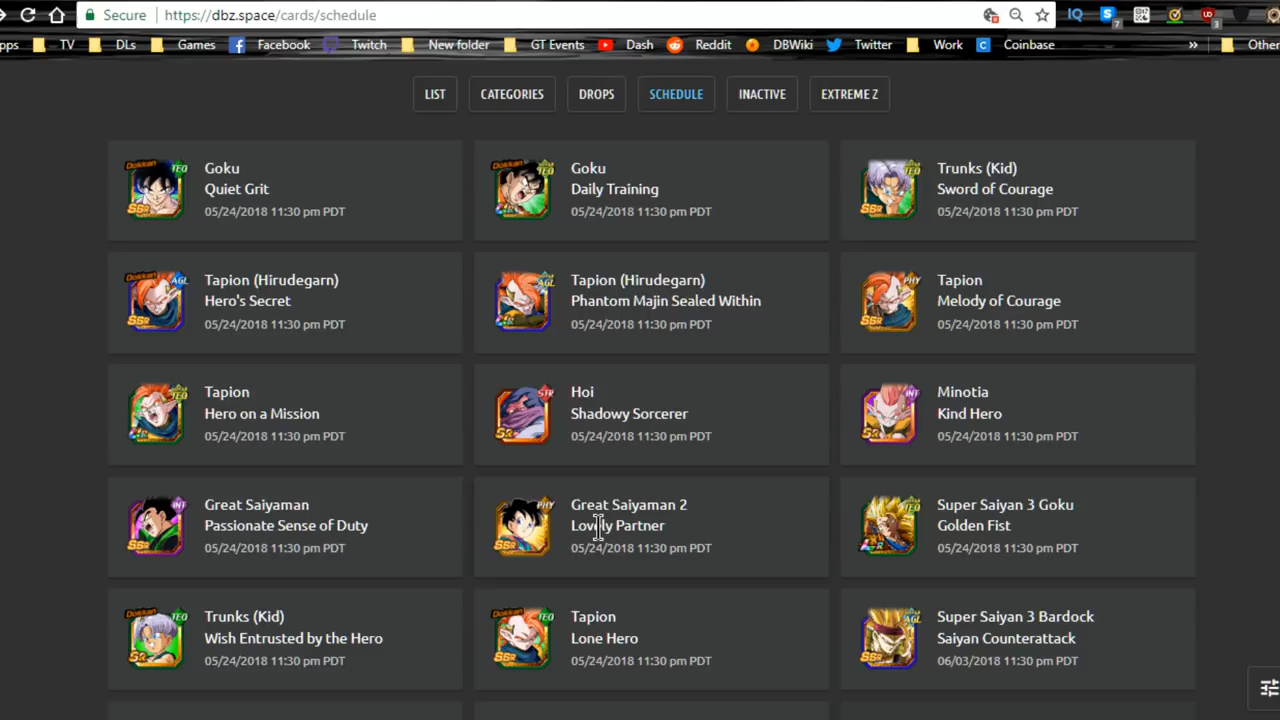 Secure https://dbz.space/cards/schedule
pps TV DLs Games Facebook Twitch New folder GT Events Dash Reddit DBWiki Twitter Work Coinbase » Other
LIST CATEGORIES DROPS SCHEDULE INACTIVE EXTREME Z
Goku
Quiet Grit
05/24/2018 11:30 pm PDT
Goku
Daily Training
05/24/2018 11:30 pm PDT
Trunks (Kid)
Sword of Courage
05/24/2018 11:30 pm PDT
Tapion (Hirudegarn)
Hero's Secret
05/24/2018 11:30 pm PDT
Tapion (Hirudegarn)
Phantom Majin Sealed Within
05/24/2018 11:30 pm PDT
Tapion
Melody of Courage
05/24/2018 11:30 pm PDT
Tapion
Hero on a Mission
05/24/2018 11:30 pm PDT
Hoi
Shadowy Sorcerer
05/24/2018 11:30 pm PDT
Minotia
Kind Hero
05/24/2018 11:30 pm PDT
Great Saiyaman
Passionate Sense of Duty
05/24/2018 11:30 pm PDT
Great Saiyaman 2
Lovely Partner
05/24/2018 11:30 pm PDT
Super Saiyan 3 Goku
Golden Fist
05/24/2018 11:30 pm PDT
Trunks (Kid)
Wish Entrusted by the Hero
05/24/2018 11:30 pm PDT
Tapion
Lone Hero
05/24/2018 11:30 pm PDT
Super Saiyan 3 Bardock
Saiyan Counterattack
06/03/2018 11:30 pm PDT